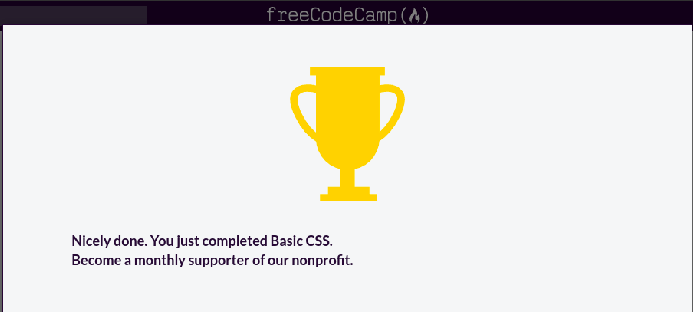 freeCodeCamp(🔥)
Nicely done. You just completed Basic CSS.
Become a monthly supporter of our nonprofit.